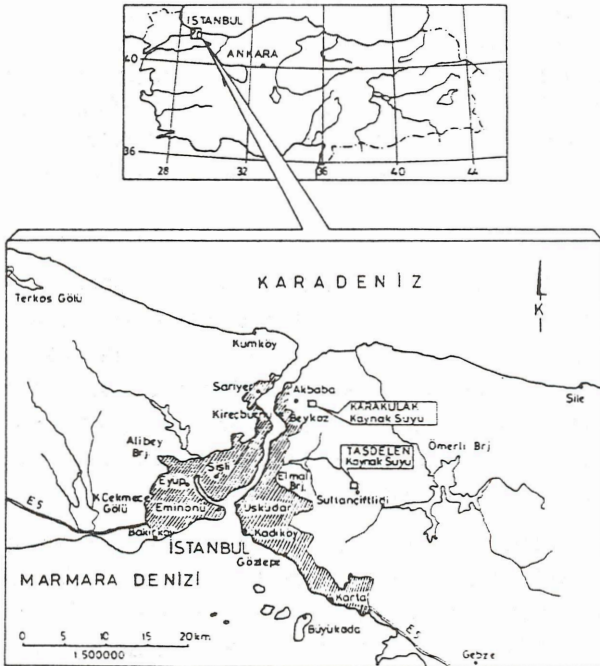 İSTANBUL
ANKARA
40
36
28
32
36
40
44
KARADENİZ
K
Terkos Gölü
Kumköy
Sarıyer
Akbaba
Şile
KARAKULAK
Kaynak Suyu
Kireçbur
Beykoz
Alibey
Brj
TAŞDELEN
Kaynak Suyu
Ömerli Brj
Şişli
Eyüp
Elmalı
Brj.
Sultançiftliği
K.Çekmece
Gölü
Eminönü
Üsküdar
E5
Bakırköy
Kadıköy
İSTANBUL
Göztepe
MARMARA DENİZİ
Kartal
Büyükada
E5
Gebze
0 5 10 15 20 km
1:500000